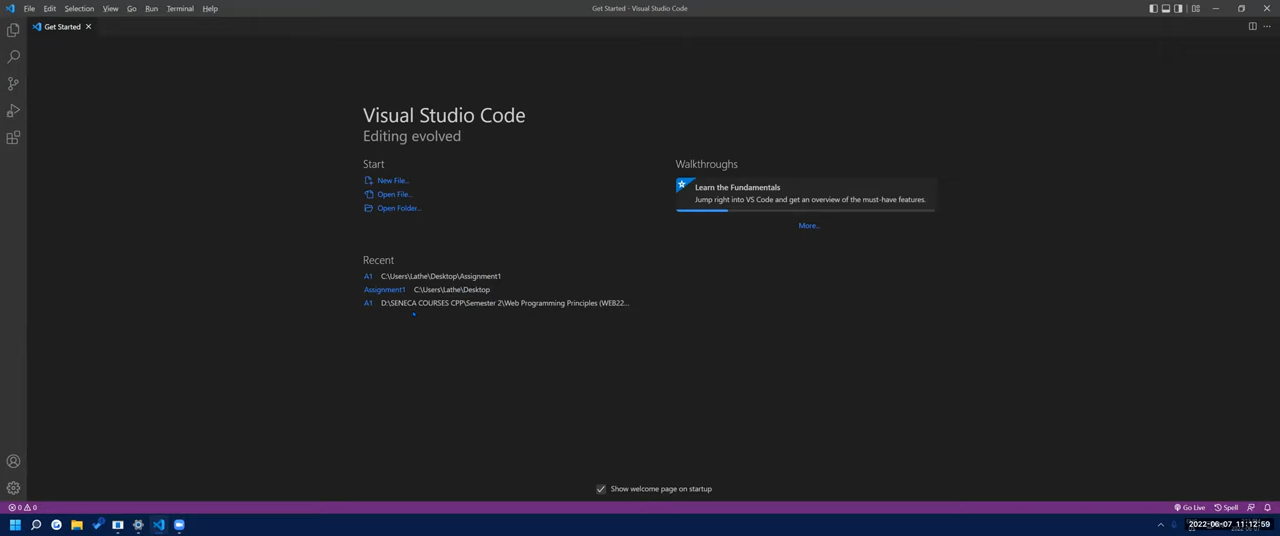 File Edit Selection View Go Run Terminal Help
Get Started - Visual Studio Code
Get Started
Visual Studio Code
Editing evolved
Start
New File...
Open File...
Open Folder...
Walkthroughs
Learn the Fundamentals
Jump right into VS Code and get an overview of the must-have features.
More...
Recent
A1 C:\Users\Lathe\Desktop\Assignment1
Assignment1 C:\Users\Lathe\Desktop
A1 D:\SENECA COURSES CPP\Semester 2\Web Programming Principles (WEB22...
Show welcome page on startup
0 0
Go Live Spell
2022-06-07, 11:12:59